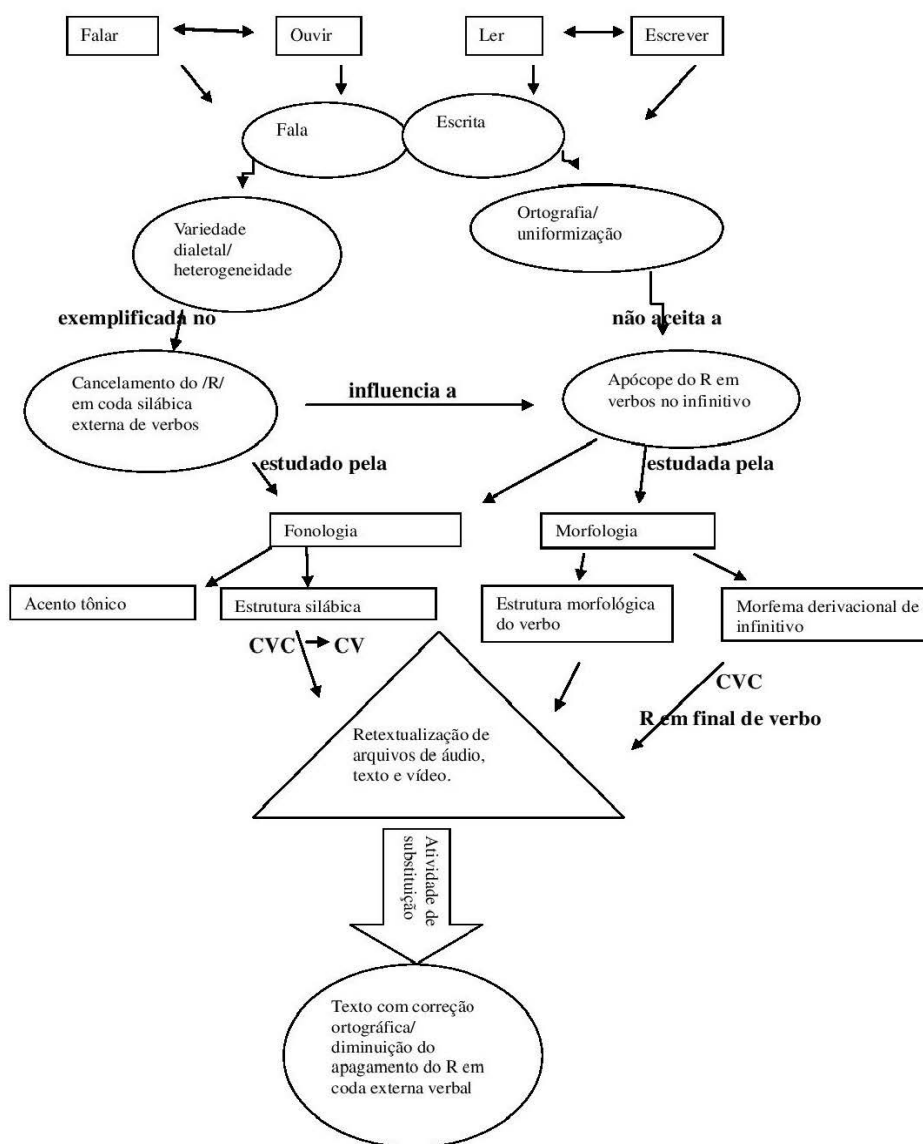 Falar
Ouvir
Ler
Escrever
Fala
Escrita
Variedade
dialetal/
heterogeneidade
Ortografia/
uniformização
exemplificada no
não aceita a
Cancelamento do /R/
em coda silábica
externa de verbos
influencia a
Apócope do R em
verbos no infinitivo
estudado pela
estudada pela
Fonologia
Morfologia
Acento tônico
Estrutura silábica
Estrutura morfológica
do verbo
Morfema derivacional de
infinitivo
CVC
CV
CVC
R em final de verbo
Retextualização de
arquivos de áudio,
texto e vídeo.
Atividade de
substituição
Texto com correção
ortográfica/
diminuição do
apagamento do R em
coda externa verbal